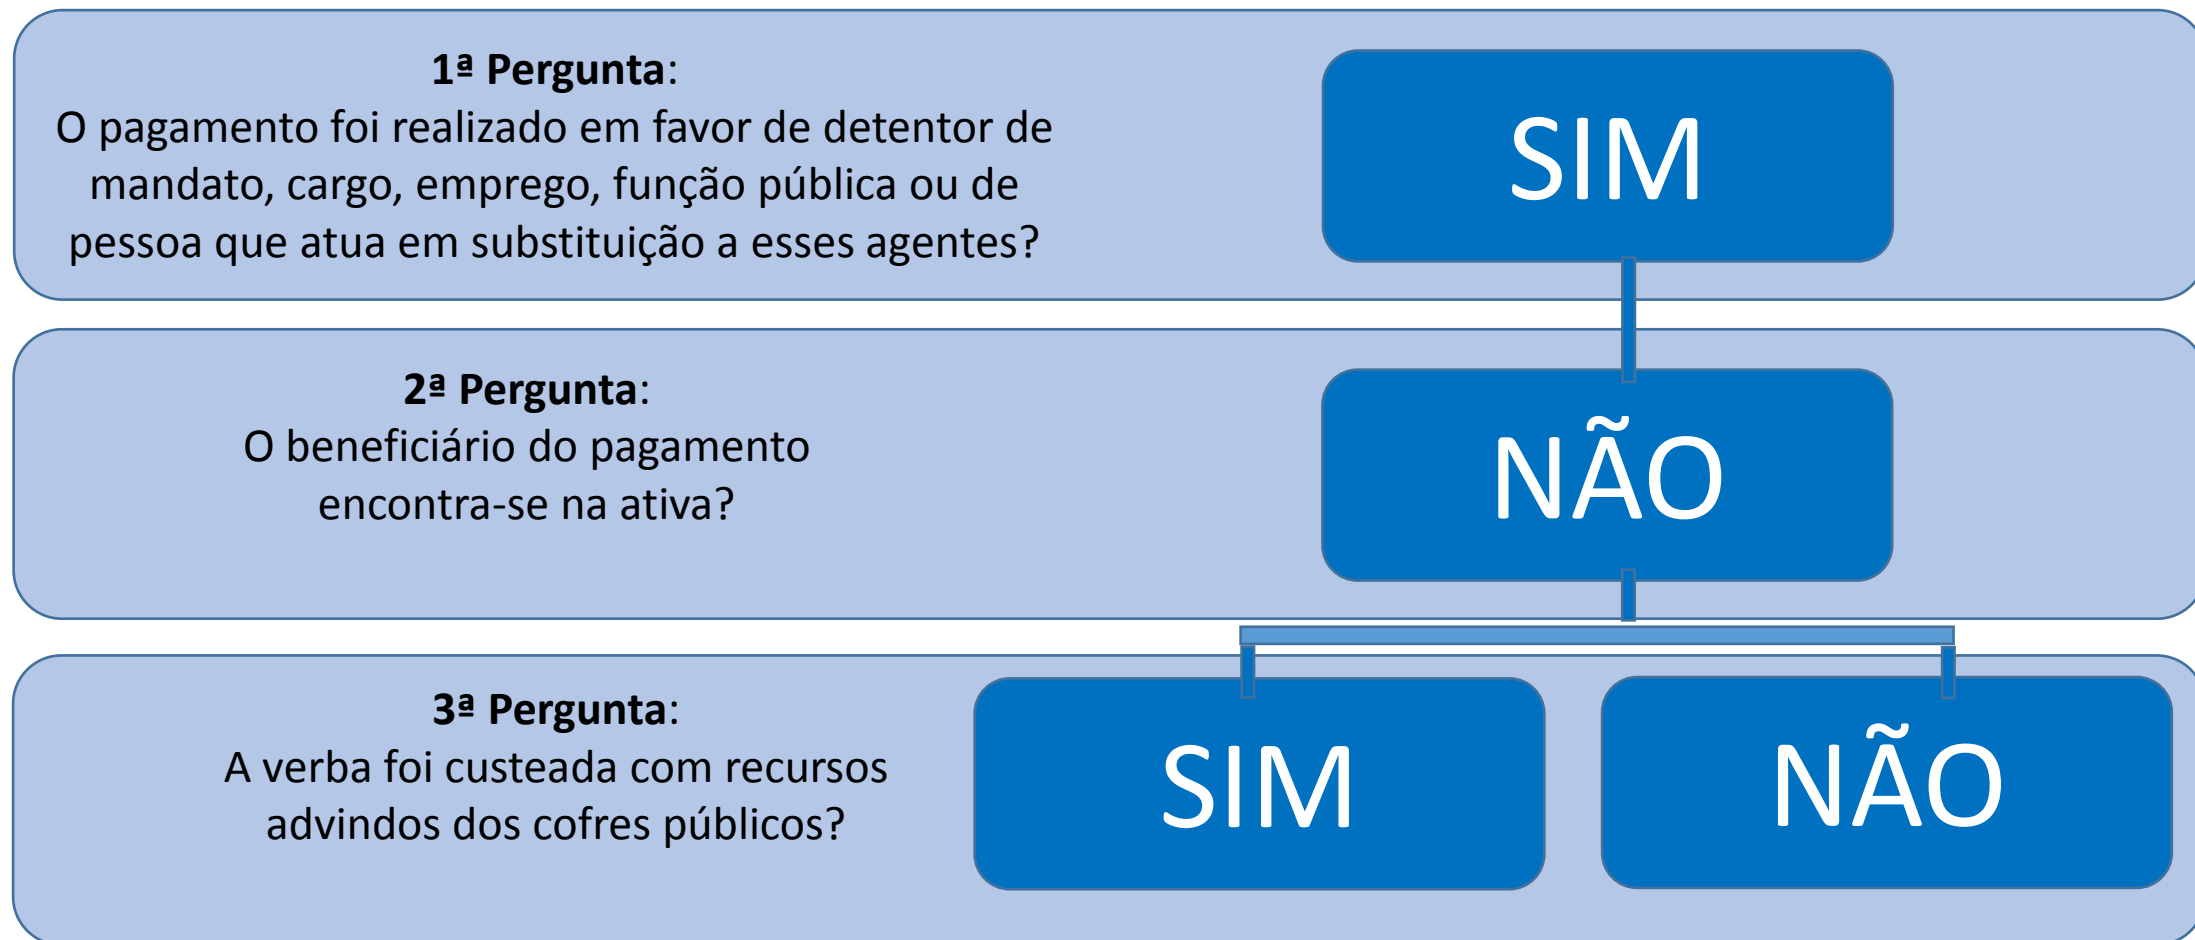 1ª Pergunta:
O pagamento foi realizado em favor de detentor de
mandato, cargo, emprego, função pública ou de
pessoa que atua em substituição a esses agentes?
SIM
2ª Pergunta:
O beneficiário do pagamento
encontra-se na ativa?
NÃO
3ª Pergunta:
A verba foi custeada com recursos
advindos dos cofres públicos?
SIM
NÃO